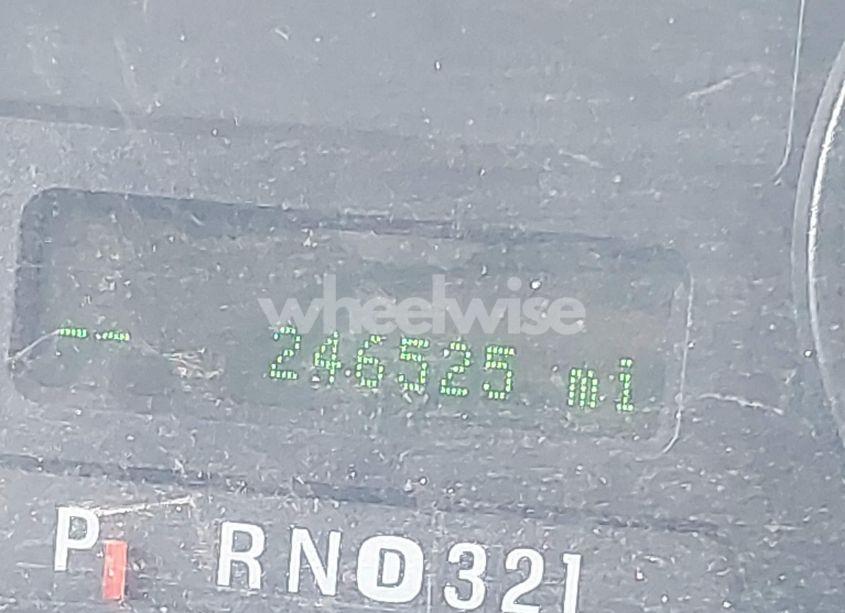 wheelwise
-- 246525 mi
P RND321